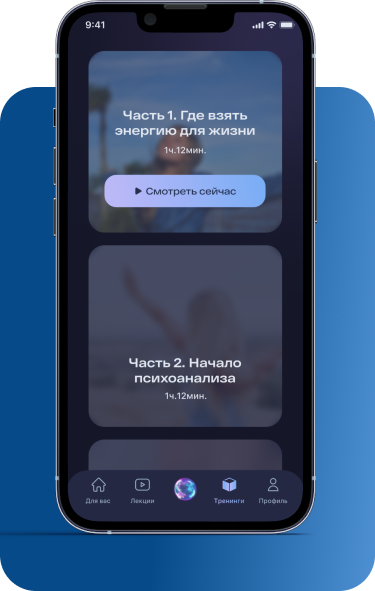 9:41
Часть 1. Где взять
энергию для жизни
1ч.12мин.
Смотреть сейчас
Часть 2. Начало
психоанализа
1ч.12мин.
Для вас Лекции Тренинги Профиль